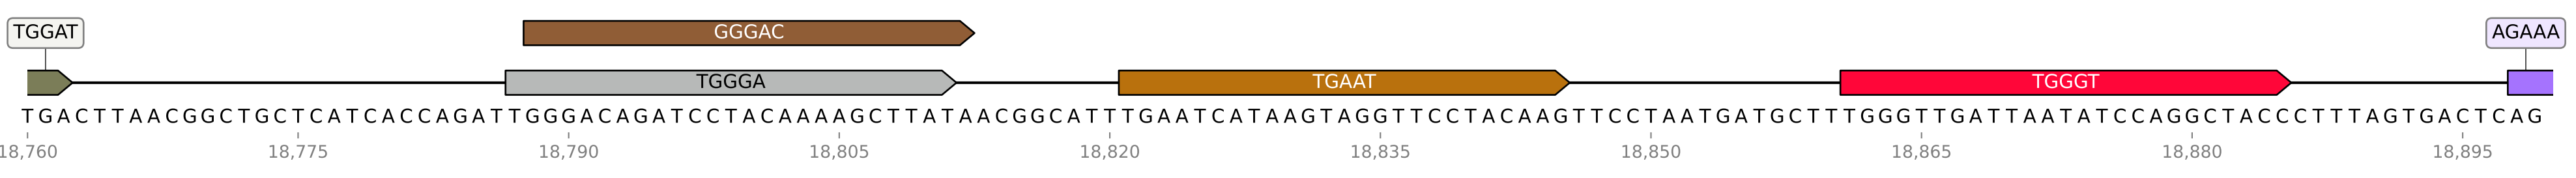 TGGAT
GGGAC
AGAAA
TGGGA
TGAAT
TGGGT
TGACTTAACGGCTGCTCATCACCAGATTGGGACAGATCCTACAAAAGCTTATAACGGCATTTGAATCATAAGTAGGTTCCTACAAGTTCCTAATGATGCTTTGGGTTGATTAATATCCAGGCTACCCTTTAGTGACTCAG
18,760 18,775 18,790 18,805 18,820 18,835 18,850 18,865 18,880 18,895